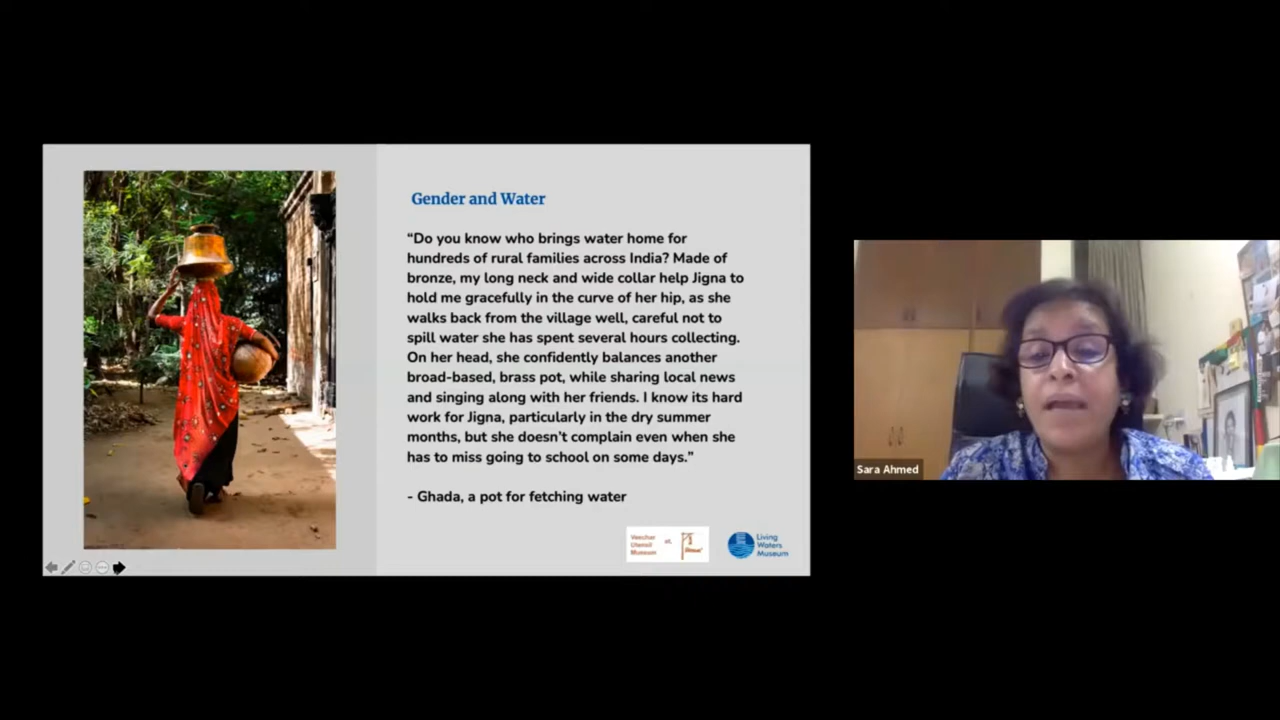 Gender and Water
“Do you know who brings water home for
hundreds of rural families across India? Made of
bronze, my long neck and wide collar help Jigna to
hold me gracefully in the curve of her hip, as she
walks back from the village well, careful not to
spill water she has spent several hours collecting.
On her head, she confidently balances another
broad-based, brass pot, while sharing local news
and singing along with her friends. I know its hard
work for Jigna, particularly in the dry summer
months, but she doesn’t complain even when she
has to miss going to school on some days.”
- Ghada, a pot for fetching water
Utensil
Museum
at,
Living
Waters
Museum
Sara Ahmed